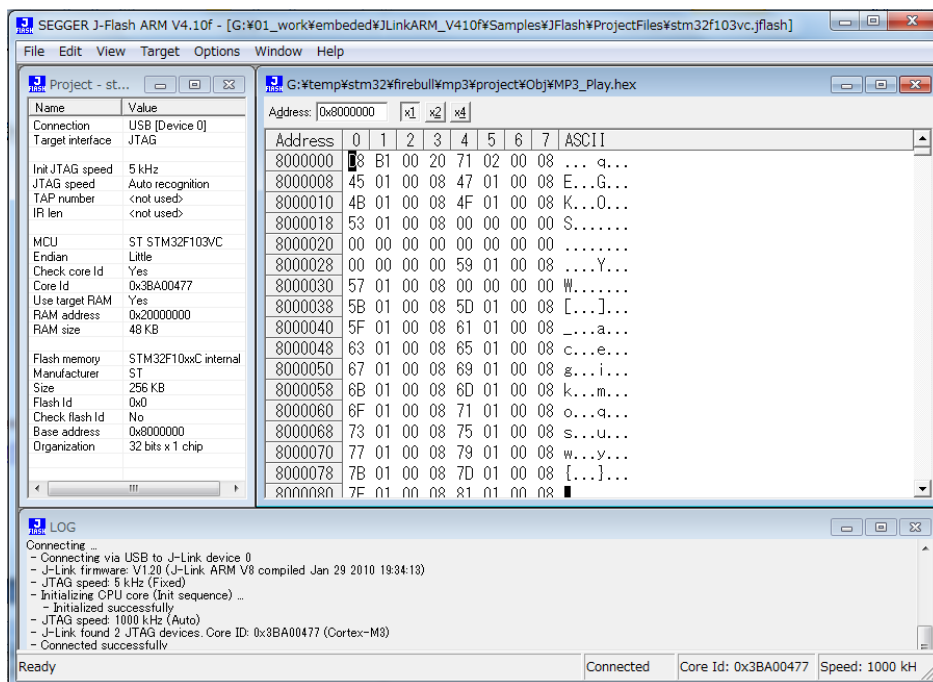 SEGGER J-Flash ARM V4.10f - [G:¥01_work¥embeded¥JLinkARM_V410f¥Samples¥JFlash¥ProjectFiles¥stm32f103vc.jflash]
File Edit View Target Options Window Help
Project - st...
Name Value
Connection USB [Device 0]
Target interface JTAG
Init JTAG speed 5 kHz
JTAG speed Auto recognition
TAP number <not used>
IR len <not used>
MCU ST STM32F103VC
Endian Little
Check core Id Yes
Core Id 0x3BA00477
Use target RAM Yes
RAM address 0x20000000
RAM size 48 KB
Flash memory STM32F10xxC internal
Manufacturer ST
Size 256 KB
Flash Id 0x0
Check flash Id No
Base address 0x8000000
Organization 32 bits x 1 chip
G:¥temp¥stm32¥firebull¥mp3¥project¥Obj¥MP3_Play.hex
Address: 0x8000000 x1 x2 x4
Address 0 1 2 3 4 5 6 7 ASCII
8000000 D8 B1 00 20 71 02 00 08 ... q...
8000008 45 01 00 08 47 01 00 08 E...G...
8000010 4B 01 00 08 4F 01 00 08 K...O...
8000018 53 01 00 08 00 00 00 00 S.......
8000020 00 00 00 00 00 00 00 00 ........
8000028 00 00 00 00 59 01 00 08 ....Y...
8000030 57 01 00 08 00 00 00 00 W.......
8000038 5B 01 00 08 5D 01 00 08 [...]...
8000040 5F 01 00 08 61 01 00 08 _...a...
8000048 63 01 00 08 65 01 00 08 c...e...
8000050 67 01 00 08 69 01 00 08 g...i...
8000058 6B 01 00 08 6D 01 00 08 k...m...
8000060 6F 01 00 08 71 01 00 08 o...q...
8000068 73 01 00 08 75 01 00 08 s...u...
8000070 77 01 00 08 79 01 00 08 w...y...
8000078 7B 01 00 08 7D 01 00 08 {...}...
8000080 7F 01 00 08 81 01 00 08
LOG
Connecting ...
- Connecting via USB to J-Link device 0
- J-Link firmware: V1.20 (J-Link ARM V8 compiled Jan 29 2010 19:34:13)
- JTAG speed: 5 kHz (Fixed)
- Initializing CPU core (Init sequence) ...
- Initialized successfully
- JTAG speed: 1000 kHz (Auto)
- J-Link found 2 JTAG devices. Core ID: 0x3BA00477 (Cortex-M3)
- Connected successfully
Ready Connected Core Id: 0x3BA00477 Speed: 1000 kH